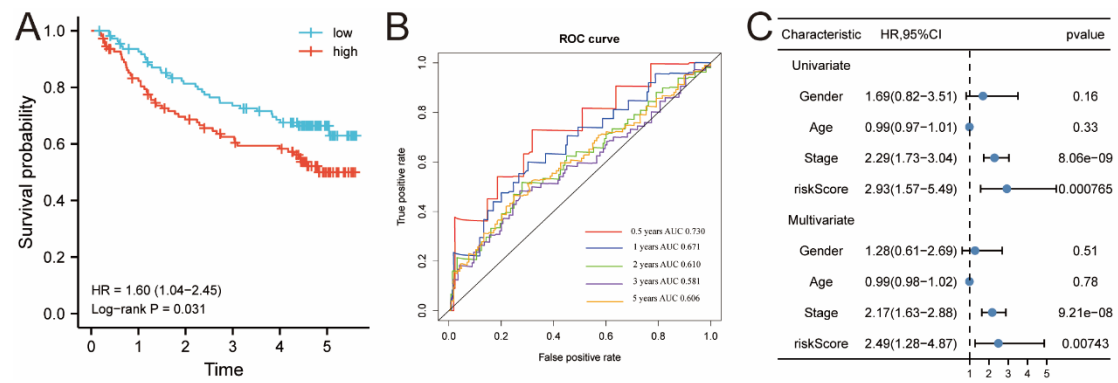 A
low
high
Survival probability
1.0
0.8
0.6
0.4
0.2
0.0
HR = 1.60 (1.04−2.45)
Log−rank P = 0.031
0 1 2 3 4 5
Time
B
ROC curve
True positive rate
1.0
0.8
0.6
0.4
0.2
0.0
0.5 years AUC 0.730
1 years AUC 0.671
2 years AUC 0.610
3 years AUC 0.581
5 years AUC 0.606
0.0 0.2 0.4 0.6 0.8 1.0
False positive rate
C
Characteristic HR,95%CI pvalue
Univariate
Gender 1.69(0.82−3.51) 0.16
Age 0.99(0.97−1.01) 0.33
Stage 2.29(1.73−3.04) 8.06e−09
riskScore 2.93(1.57−5.49) 0.000765
Multivariate
Gender 1.28(0.61−2.69) 0.51
Age 0.99(0.98−1.02) 0.78
Stage 2.17(1.63−2.88) 9.21e−08
riskScore 2.49(1.28−4.87) 0.00743
1 2 3 4 5